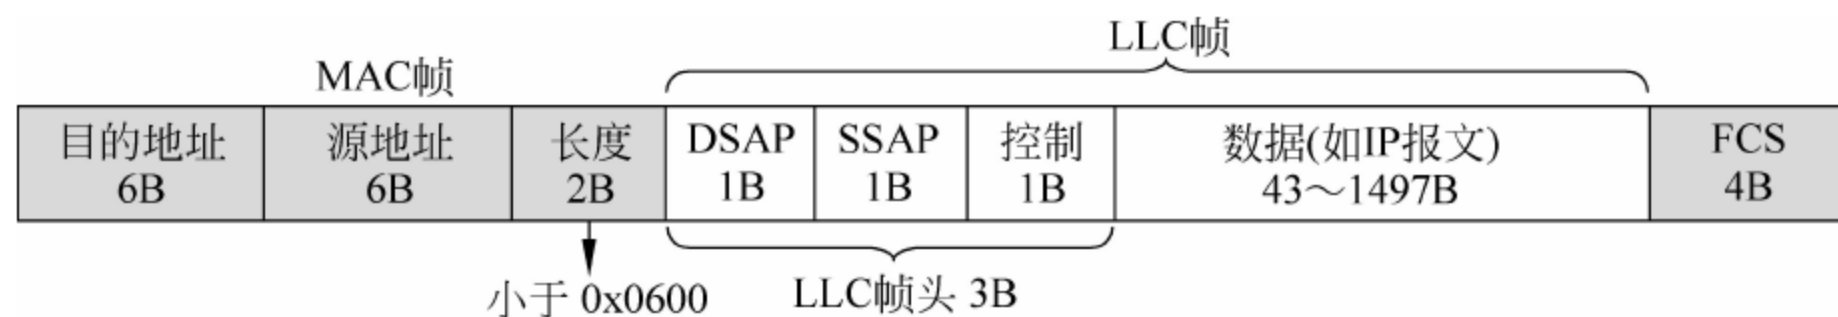 LLC帧
MAC帧
目的地址 源地址 长度 DSAP SSAP 控制 数据(如IP报文) FCS
6B 6B 2B 1B 1B 1B 43～1497B 4B
小于 0x0600 LLC帧头 3B